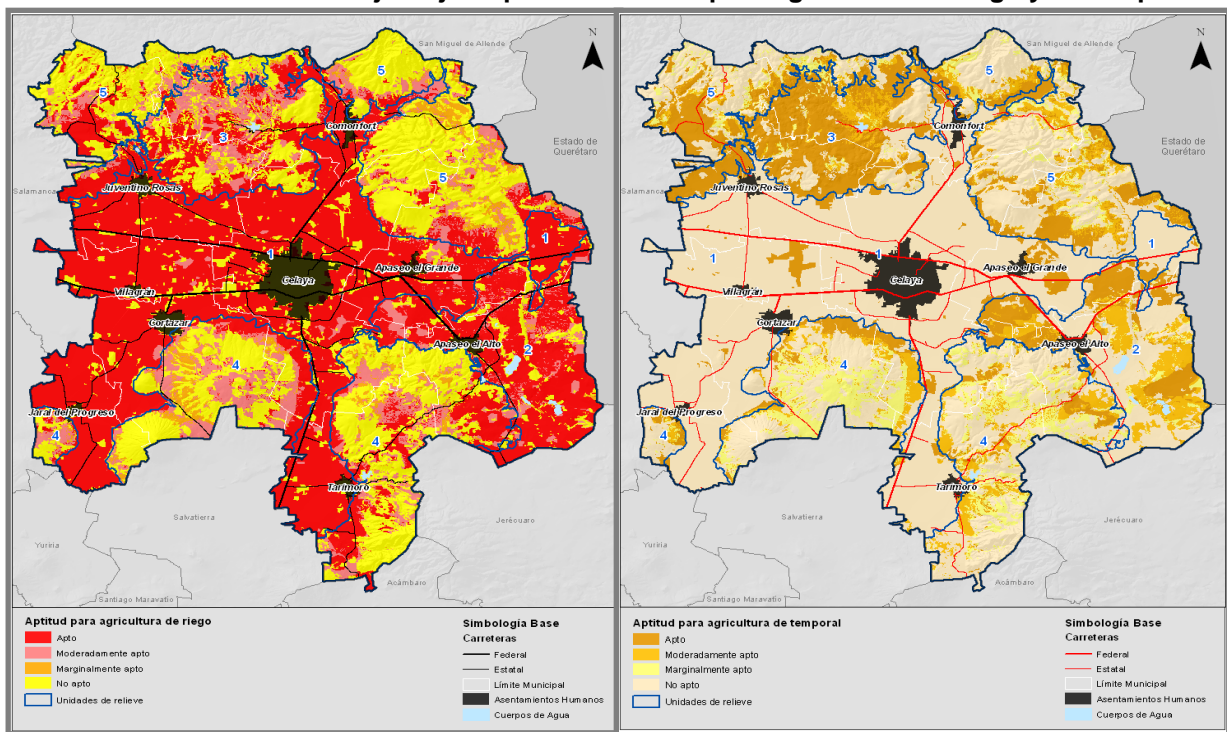 San Miguel de Allende
N
5
5
3
Comonfort
Estado de
Querétaro
Salamanca
Juventino Rosas
5
1
1
Celaya
Apaseo el Grande
Villagrán
Cortazar
Apaseo el Alto
2
4
Jaral del Progreso
4
4
Tarimoro
Salvatierra
Jerécuaro
Yuriria
Acámbaro
Santiago Maravatío
Aptitud para agricultura de riego
Apto
Moderadamente apto
Marginalmente apto
No apto
Unidades de relieve
Simbología Base
Carreteras
Federal
Estatal
Límite Municipal
Asentamientos Humanos
Cuerpos de Agua
San Miguel de Allende
N
5
5
3
Comonfort
Estado de
Querétaro
Salamanca
Juventino Rosas
5
1
1
1
Celaya
Apaseo el Grande
Villagrán
Cortazar
Apaseo el Alto
2
4
Jaral del Progreso
4
4
Tarimoro
Salvatierra
Jerécuaro
Yuriria
Acámbaro
Santiago Maravatío
Aptitud para agricultura de temporal
Apto
Moderadamente apto
Marginalmente apto
No apto
Unidades de relieve
Simbología Base
Carreteras
Federal
Estatal
Límite Municipal
Asentamientos Humanos
Cuerpos de Agua